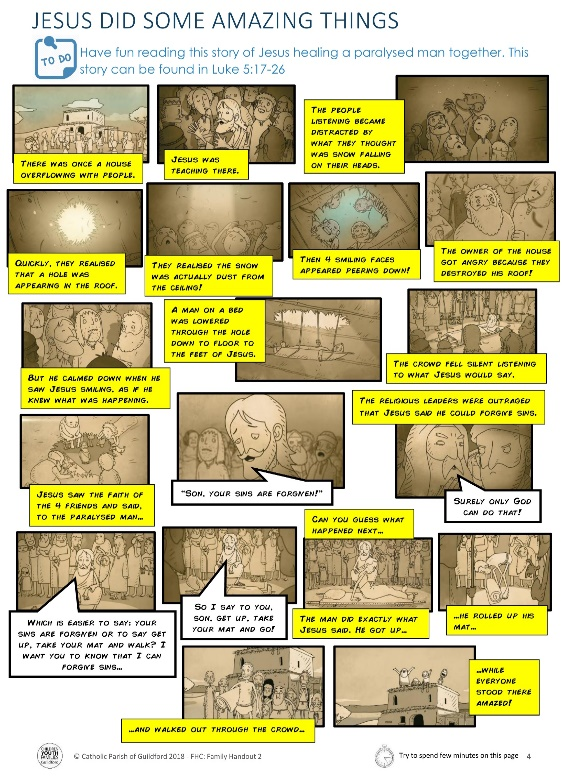 JESUS DID SOME AMAZING THINGS
TO DO
Have fun reading this story of Jesus healing a paralysed man together. This
story can be found in Luke 5:17-26
THERE WAS ONCE A HOUSE
OVERFLOWING WITH PEOPLE.
JESUS WAS
TEACHING THERE.
THE PEOPLE
LISTENING BECAME
DISTRACTED BY
WHAT THEY THOUGHT
WAS SNOW FALLING
ON THEIR HEADS.
QUICKLY, THEY REALISED
THAT A HOLE WAS
APPEARING IN THE ROOF.
THEY REALISED THE SNOW
WAS ACTUALLY DUST FROM
THE CEILING!
THEN 4 SMILING FACES
APPEARED PEERING DOWN!
THE OWNER OF THE HOUSE
GOT ANGRY BECAUSE THEY
DESTROYED HIS ROOF!
BUT HE CALMED DOWN WHEN HE
SAW JESUS SMILING, AS IF HE
KNEW WHAT WAS HAPPENING.
A MAN ON A BED
WAS LOWERED
THROUGH THE HOLE
DOWN TO FLOOR TO
THE FEET OF JESUS.
THE CROWD FELL SILENT LISTENING
TO WHAT JESUS WOULD SAY.
JESUS SAW THE FAITH OF
THE 4 FRIENDS AND SAID,
TO THE PARALYSED MAN...
"SON, YOUR SINS ARE FORGIVEN!"
THE RELIGIOUS LEADERS WERE OUTRAGED
THAT JESUS SAID HE COULD FORGIVE SINS.
SURELY ONLY GOD
CAN DO THAT!
WHICH IS EASIER TO SAY: YOUR
SINS ARE FORGIVEN OR TO SAY GET
UP, TAKE YOUR MAT AND WALK? I
WANT YOU TO KNOW THAT I CAN
FORGIVE SINS...
SO I SAY TO YOU,
SON, GET UP, TAKE
YOUR MAT AND GO!
CAN YOU GUESS WHAT
HAPPENED NEXT...
THE MAN DID EXACTLY WHAT
JESUS SAID. HE GOT UP...
...HE ROLLED UP HIS
MAT...
...AND WALKED OUT THROUGH THE CROWD...
...WHILE
EVERYONE
STOOD THERE
AMAZED!
CHILDREN
YOUTH
FAMILIES
Guildford
© Catholic Parish of Guildford 2018 FHC: Family Handout 2
Try to spend few minutes on this page 4